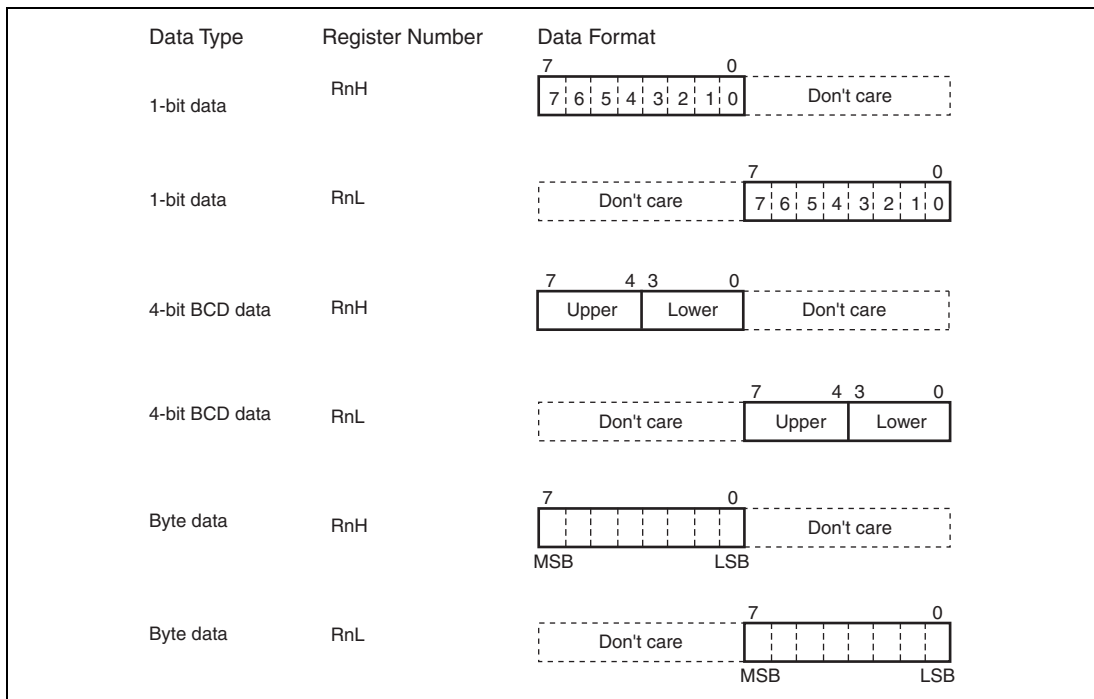 Data Type Register Number Data Format
7 0
1-bit data RnH 7 6 5 4 3 2 1 0 Don't care
7 0
1-bit data RnL Don't care 7 6 5 4 3 2 1 0
7 4 3 0
4-bit BCD data RnH Upper Lower Don't care
7 4 3 0
4-bit BCD data RnL Don't care Upper Lower
7 0
Byte data RnH Don't care
MSB LSB
7 0
Byte data RnL Don't care
MSB LSB